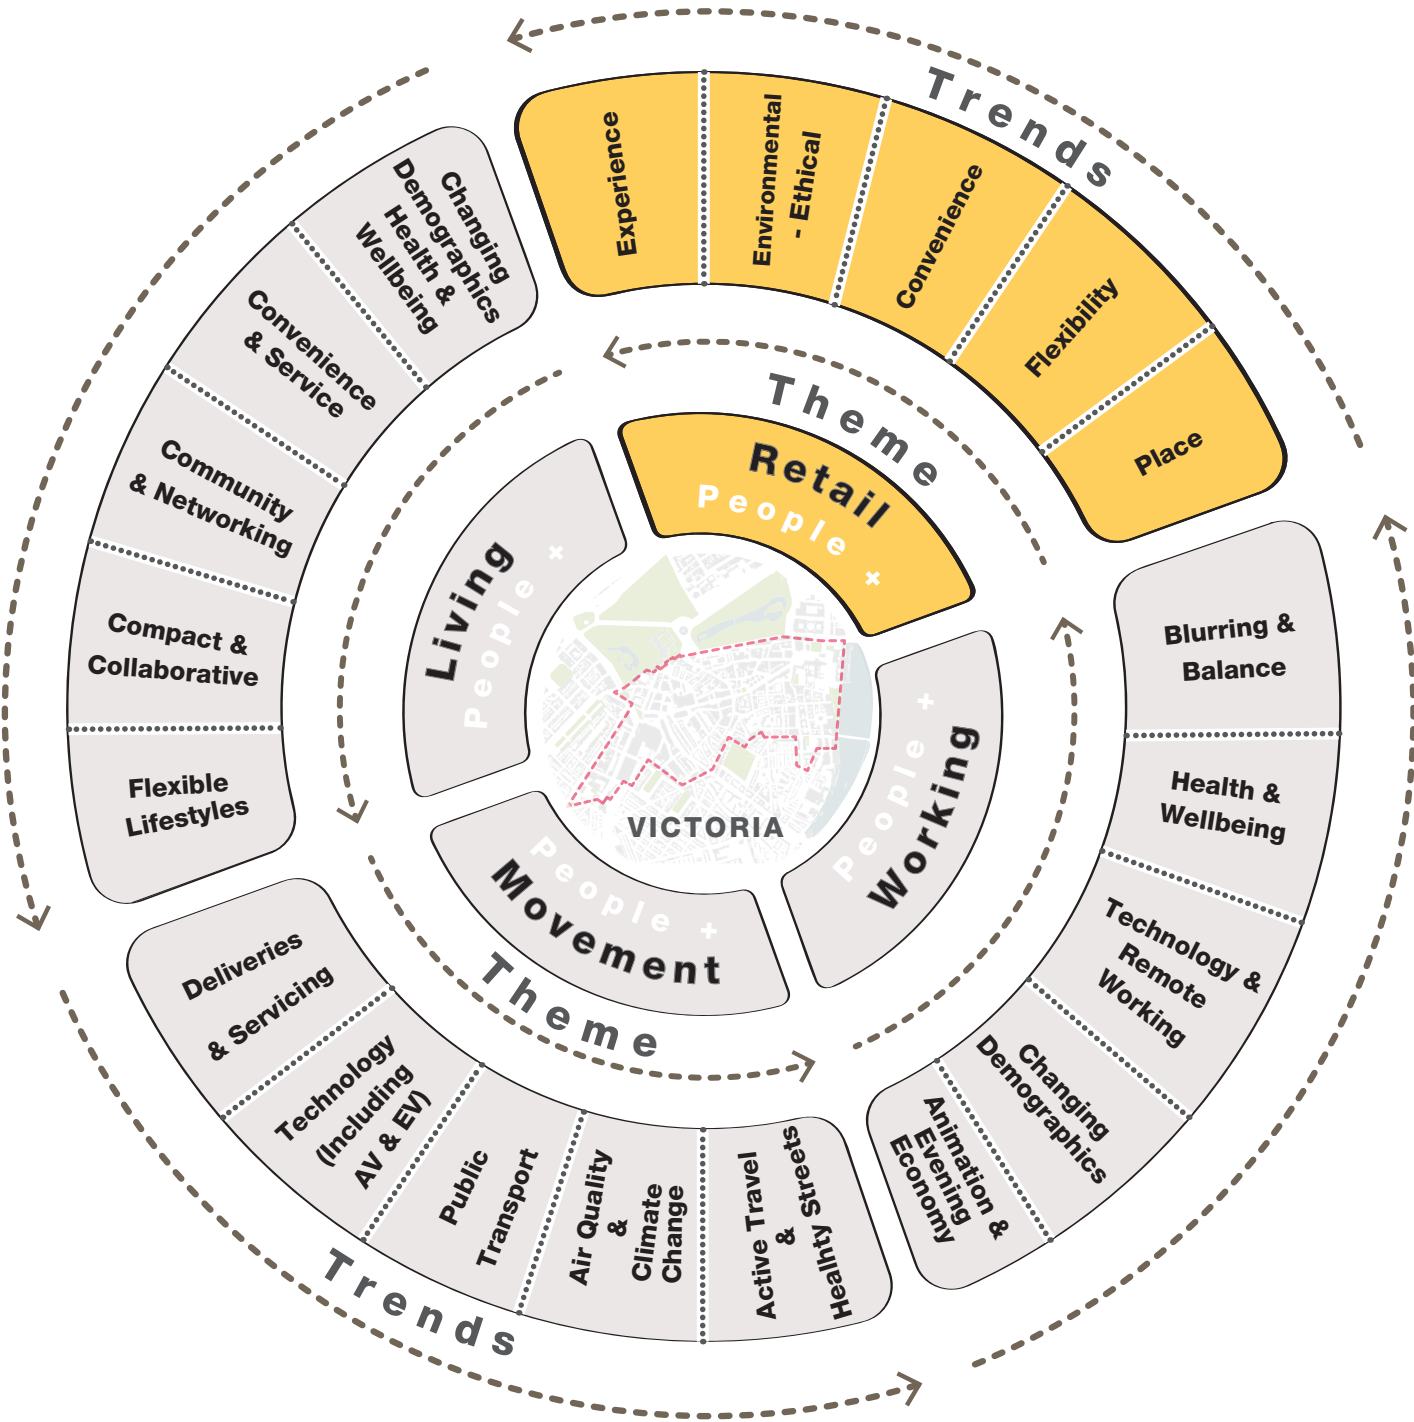 Trends
Experience
Environmental
- Ethical
Convenience
Flexibility
Place
Theme
Retail
People +
Blurring &
Balance
Health &
Wellbeing
Technology &
Remote
Working
Changing
Demographics
Animation &
Evening
Economy
Working
People +
Active Travel
&
Healhty Streets
Air Quality
&
Climate
Change
Public
Transport
Technology
(Including
AV & EV)
Deliveries
& Servicing
Movement
People +
Theme
Trends
Flexible
Lifestyles
Compact &
Collaborative
Community
& Networking
Convenience
& Service
Changing
Demographics
Health &
Wellbeing
Living
People +
VICTORIA